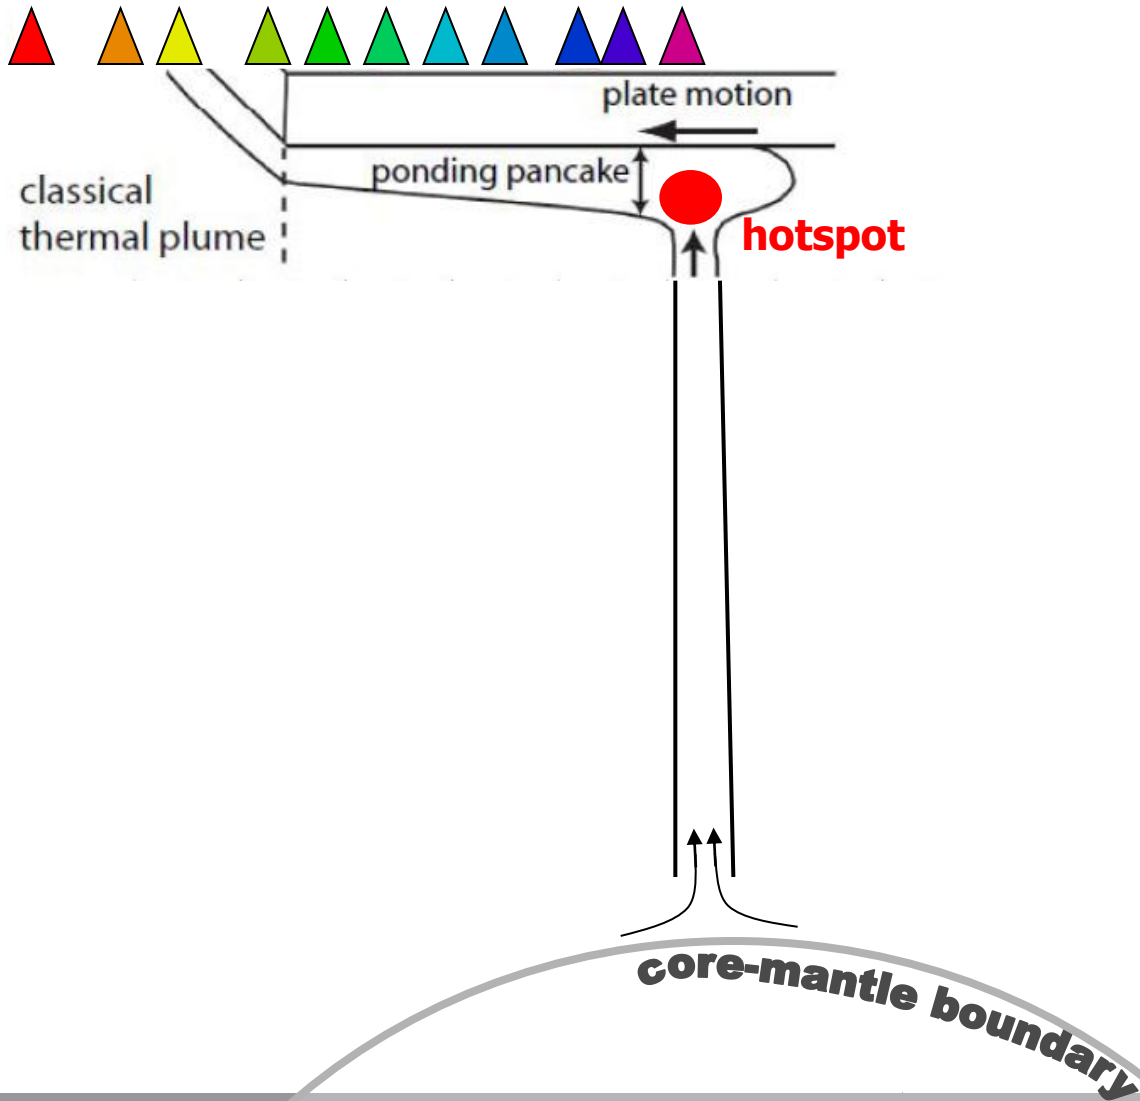 plate motion
ponding pancake
classical
thermal plume
hotspot
core-mantle boundary